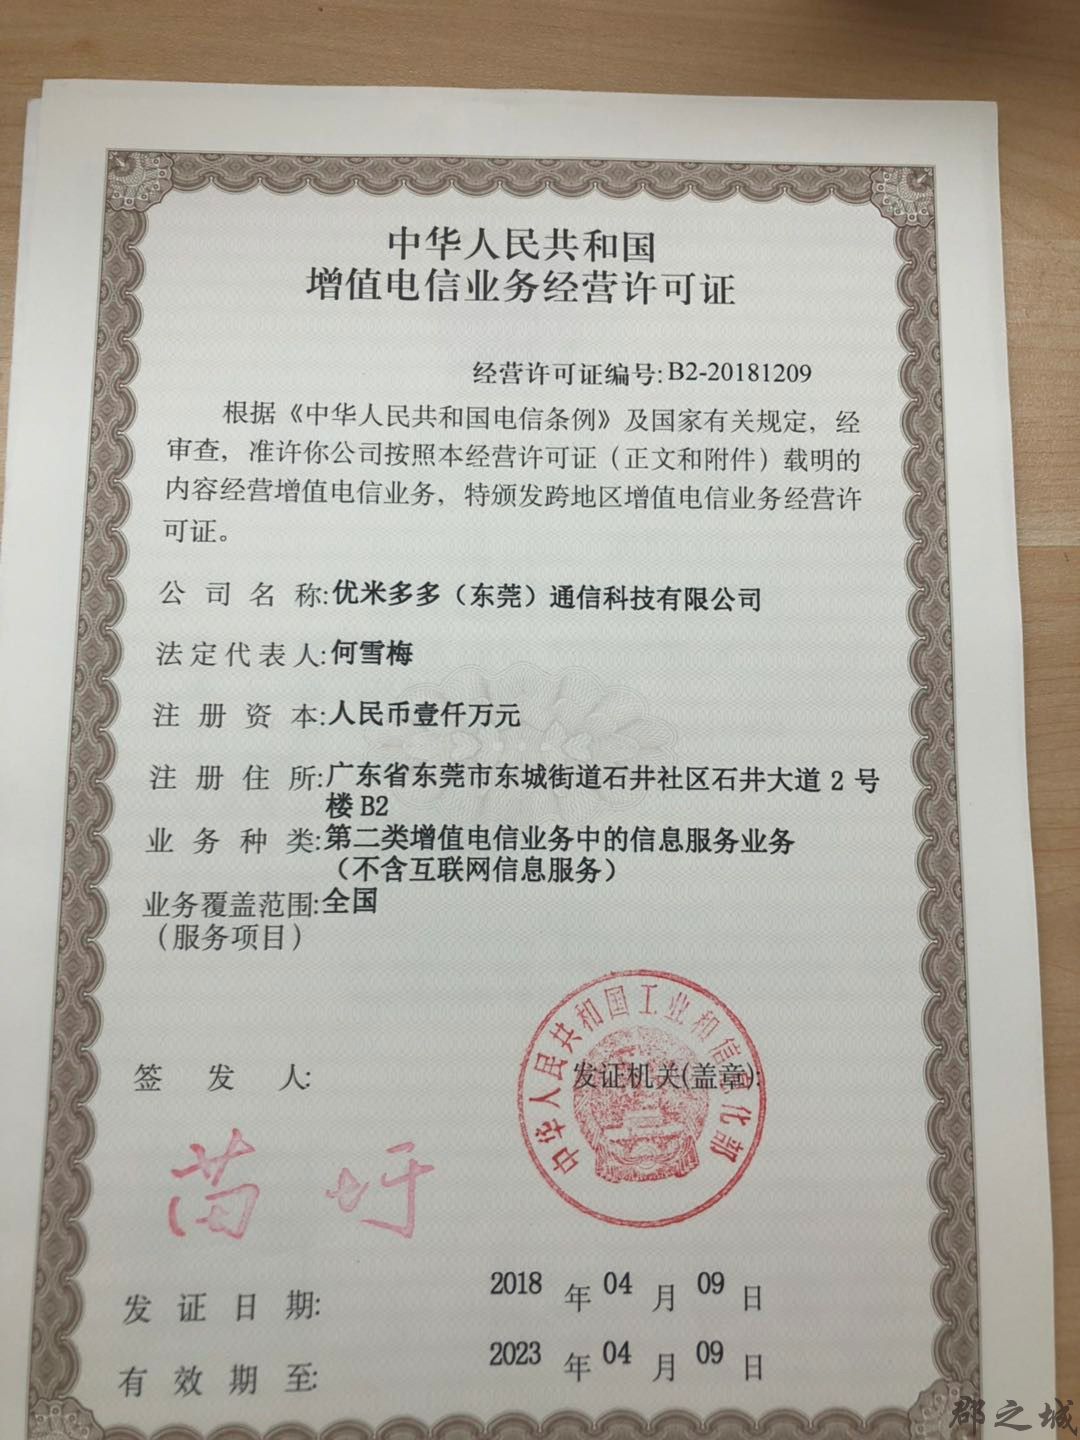 中华人民共和国
增值电信业务经营许可证
经营许可证编号:B2-20181209
根据《中华人民共和国电信条例》及国家有关规定，经
审查，准许你公司按照本经营许可证（正文和附件）载明的
内容经营增值电信业务，特颁发跨地区增值电信业务经营许
可证。
公司名称:优米多多（东莞）通信科技有限公司
法定代表人:何雪梅
注册资本:人民币壹仟万元
注册住所:广东省东莞市东城街道石井社区石井大道 2 号
楼 B2
业务种类:第二类增值电信业务中的信息服务业务
（不含互联网信息服务）
业务覆盖范围:全国
（服务项目）
中华人民共和国工业和信息化部
签发人:
发证机关(盖章):
苗圩
发证日期: 2018 年 04 月 09 日
有效期至: 2023 年 04 月 09 日
郡之城